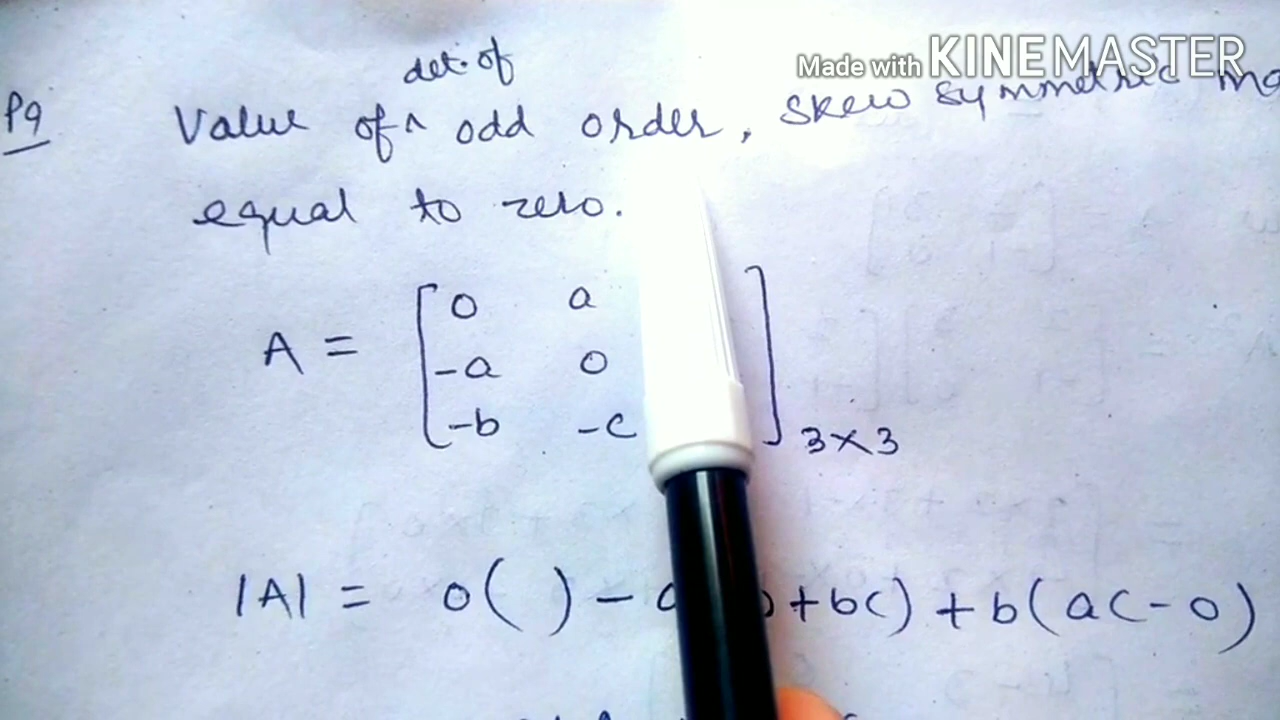 Made with KINEMASTER
det. of
P9 Value of ^ odd order, skew symmetric
equal to zero.
A = [ 0 a
-a 0
-b -c ] 3×3
|A| = 0( ) - +bc) + b(ac-0)